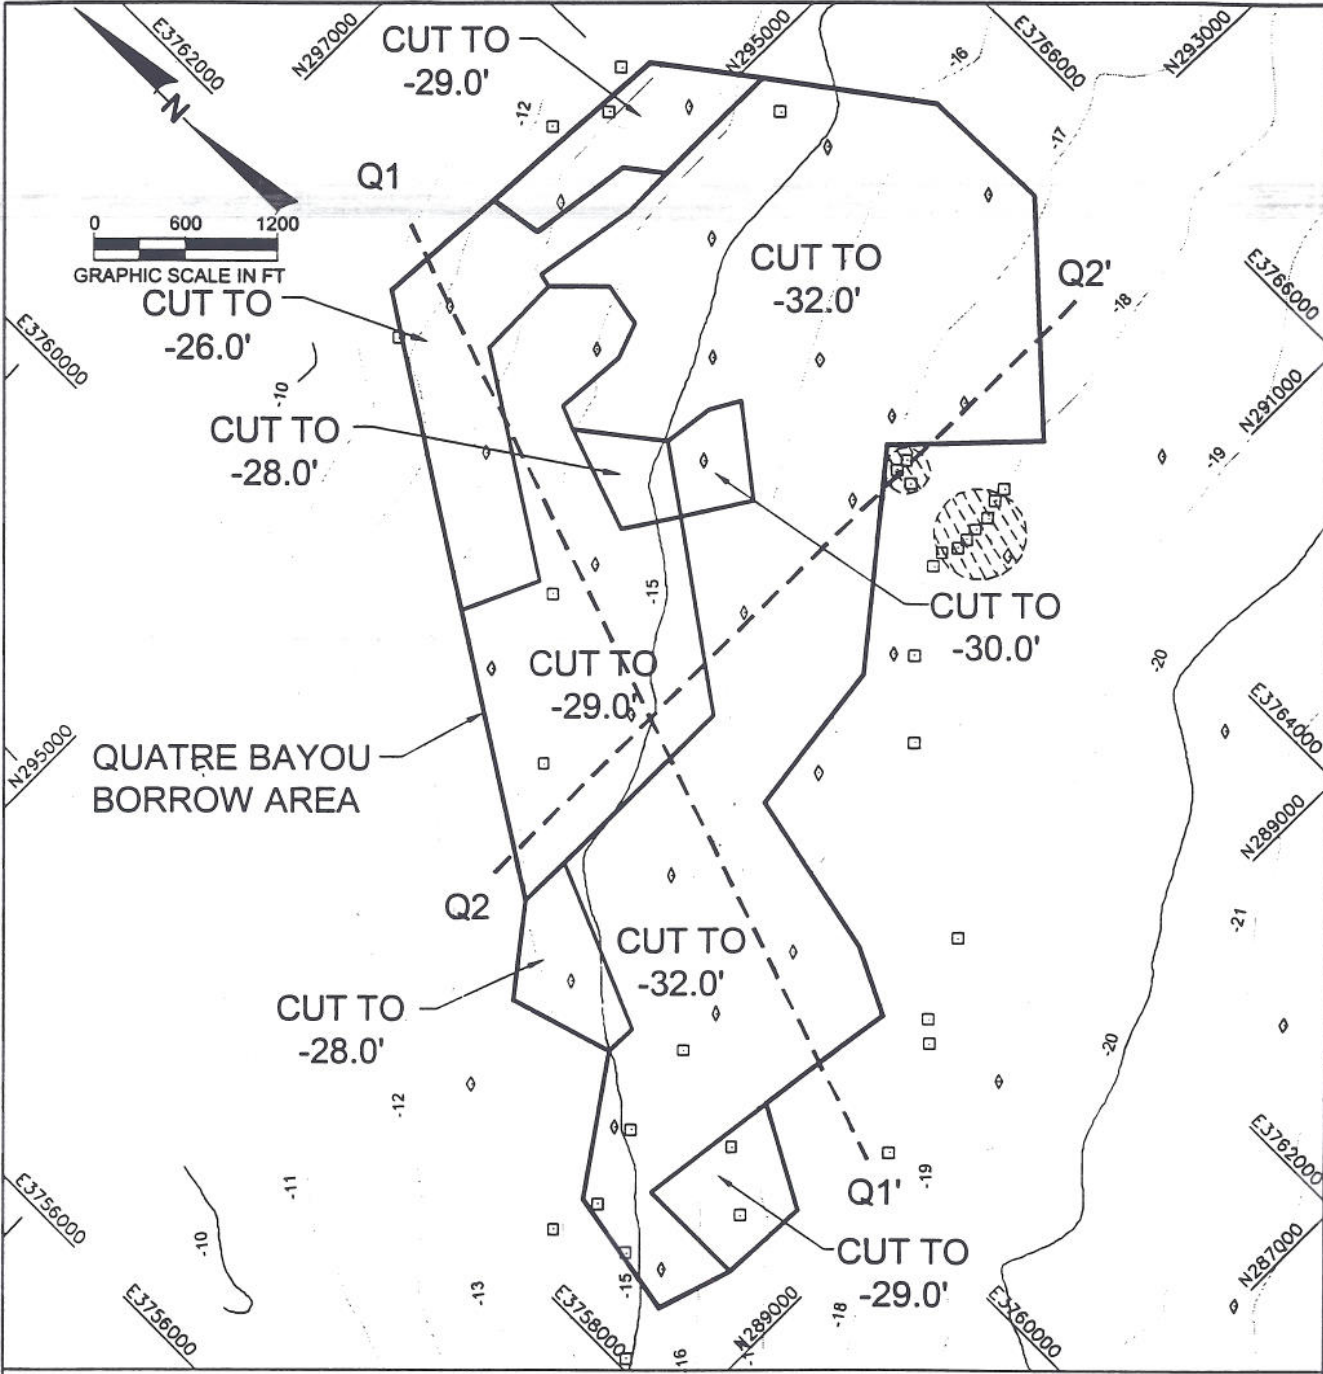 E3762000
N297000
CUT TO
-29.0'
N295000
-16
E3766000
N293000
-12
N
-17
Q1
0 600 1200
GRAPHIC SCALE IN FT
CUT TO
-32.0'
Q2'
E3766000
-18
CUT TO
-26.0'
E3760000
-10
N291000
CUT TO
-28.0'
-19
-15
CUT TO
-30.0'
CUT TO
-29.0'
-20
E3764000
N295000
QUATRE BAYOU
BORROW AREA
N289000
Q2
-21
CUT TO
-32.0'
CUT TO
-28.0'
-20
-12
E3762000
-11
-19
Q1'
E3756000
-10
CUT TO
-29.0'
N287000
-13
-15
E3756000
E3758000
N289000
-18
E3760000
16